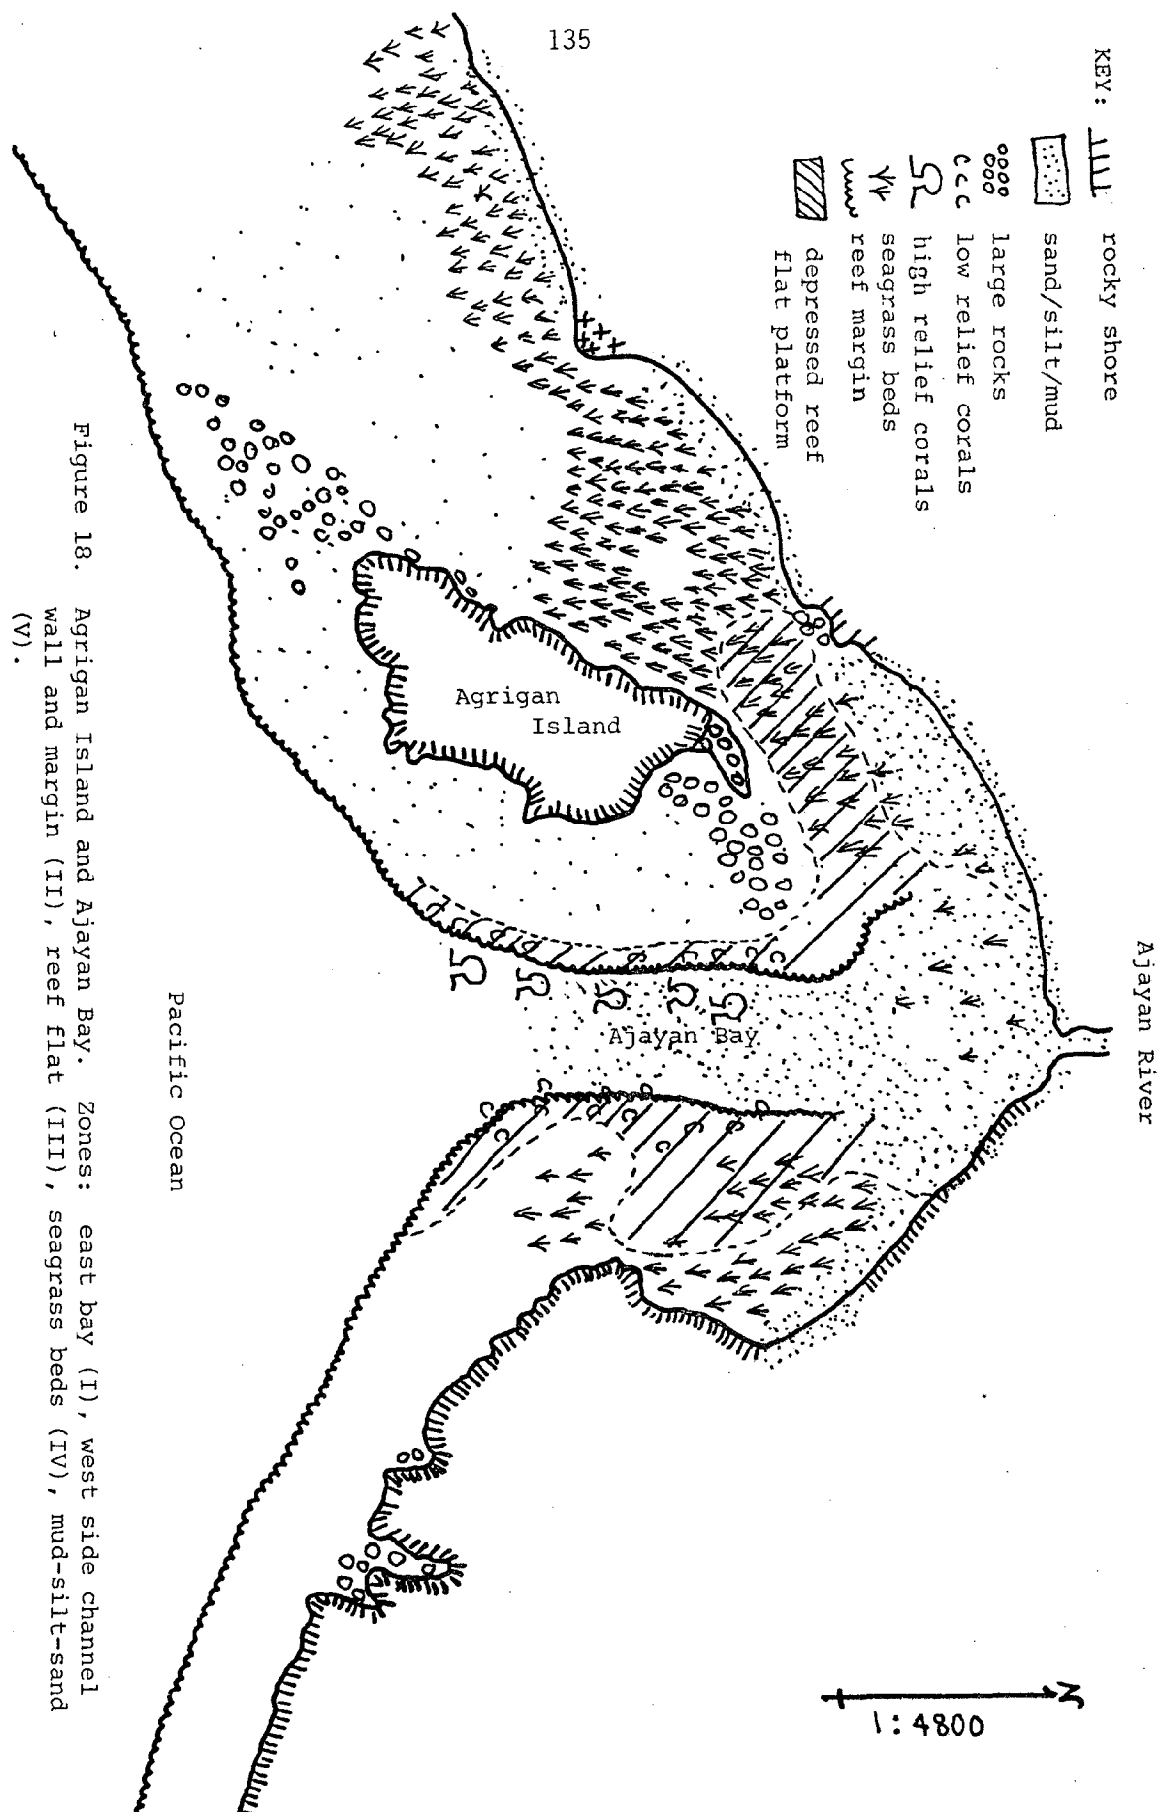 135
KEY:
rocky shore
sand/silt/mud
large rocks
low relief corals
high relief corals
seagrass beds
reef margin
depressed reef
flat platform
Ajayan River
Agrigan
Island
Ajayan Bay
Pacific Ocean
N
1:4800
Figure 18. Agrigan Island and Ajayan Bay. Zones: east bay (I), west side channel
wall and margin (II), reef flat (III), seagrass beds (IV), mud-silt-sand
(V).